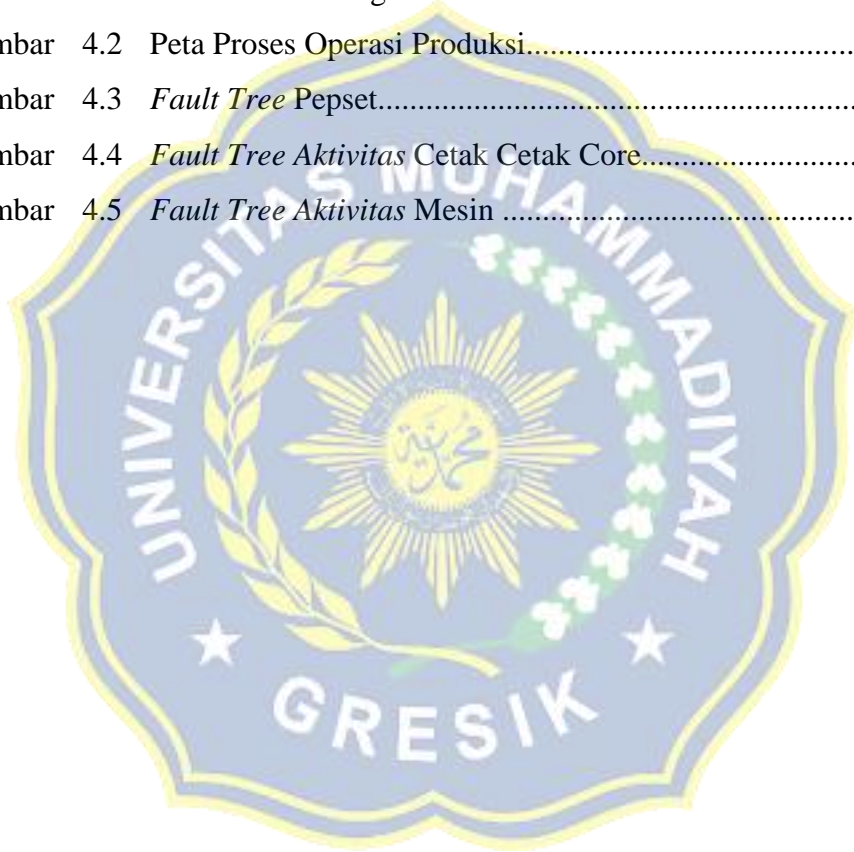 mbar 4.2 Peta Proses Operasi Produksi..........................................
mbar 4.3 Fault Tree Pepset............................................................
mbar 4.4 Fault Tree Aktivitas Cetak Cetak Core...........................
mbar 4.5 Fault Tree Aktivitas Mesin ............................................
UNIVERSITAS MUHAMMADIYAH
GRESIK